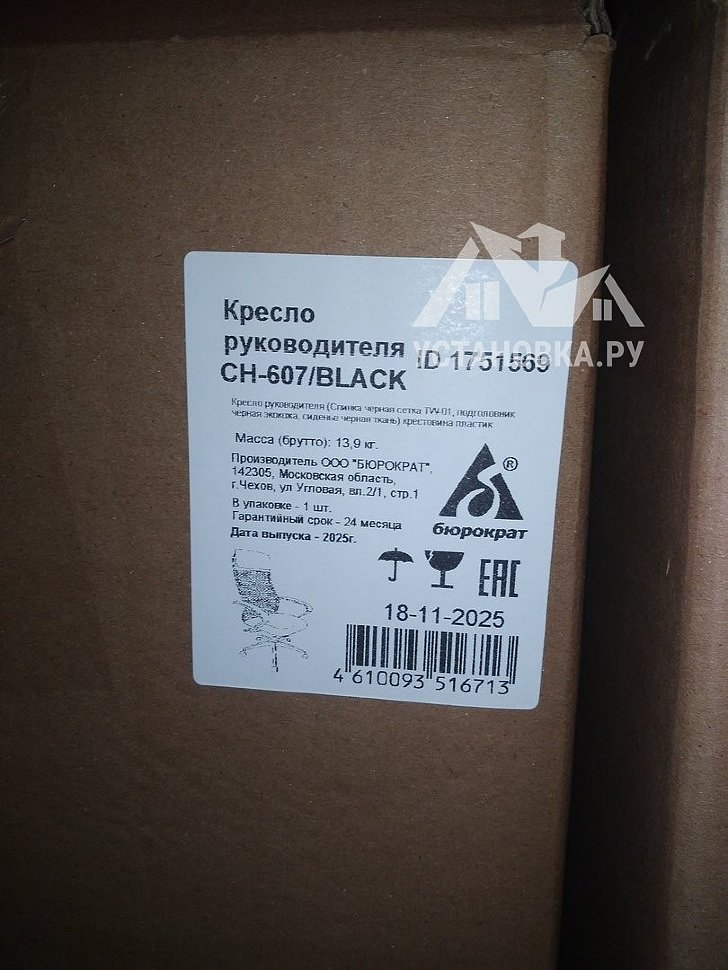 Кресло
руководителя ID 1751569
CH-607/BLACK
УСТАНОВКА.РУ
Кресло руководителя (Спинка черная сетка TW-01, подголовник
черная экокожа, сиденье черная ткань) крестовина пластик
Масса (брутто): 13,9 кг.
Производитель ООО "БЮРОКРАТ",
142305, Московская область,
г.Чехов, ул Угловая, вл.2/1, стр.1
В упаковке - 1 шт.
Гарантийный срок - 24 месяца
Дата выпуска - 2025г.
®
бюрократ
EAC
18-11-2025
4 610093 516713